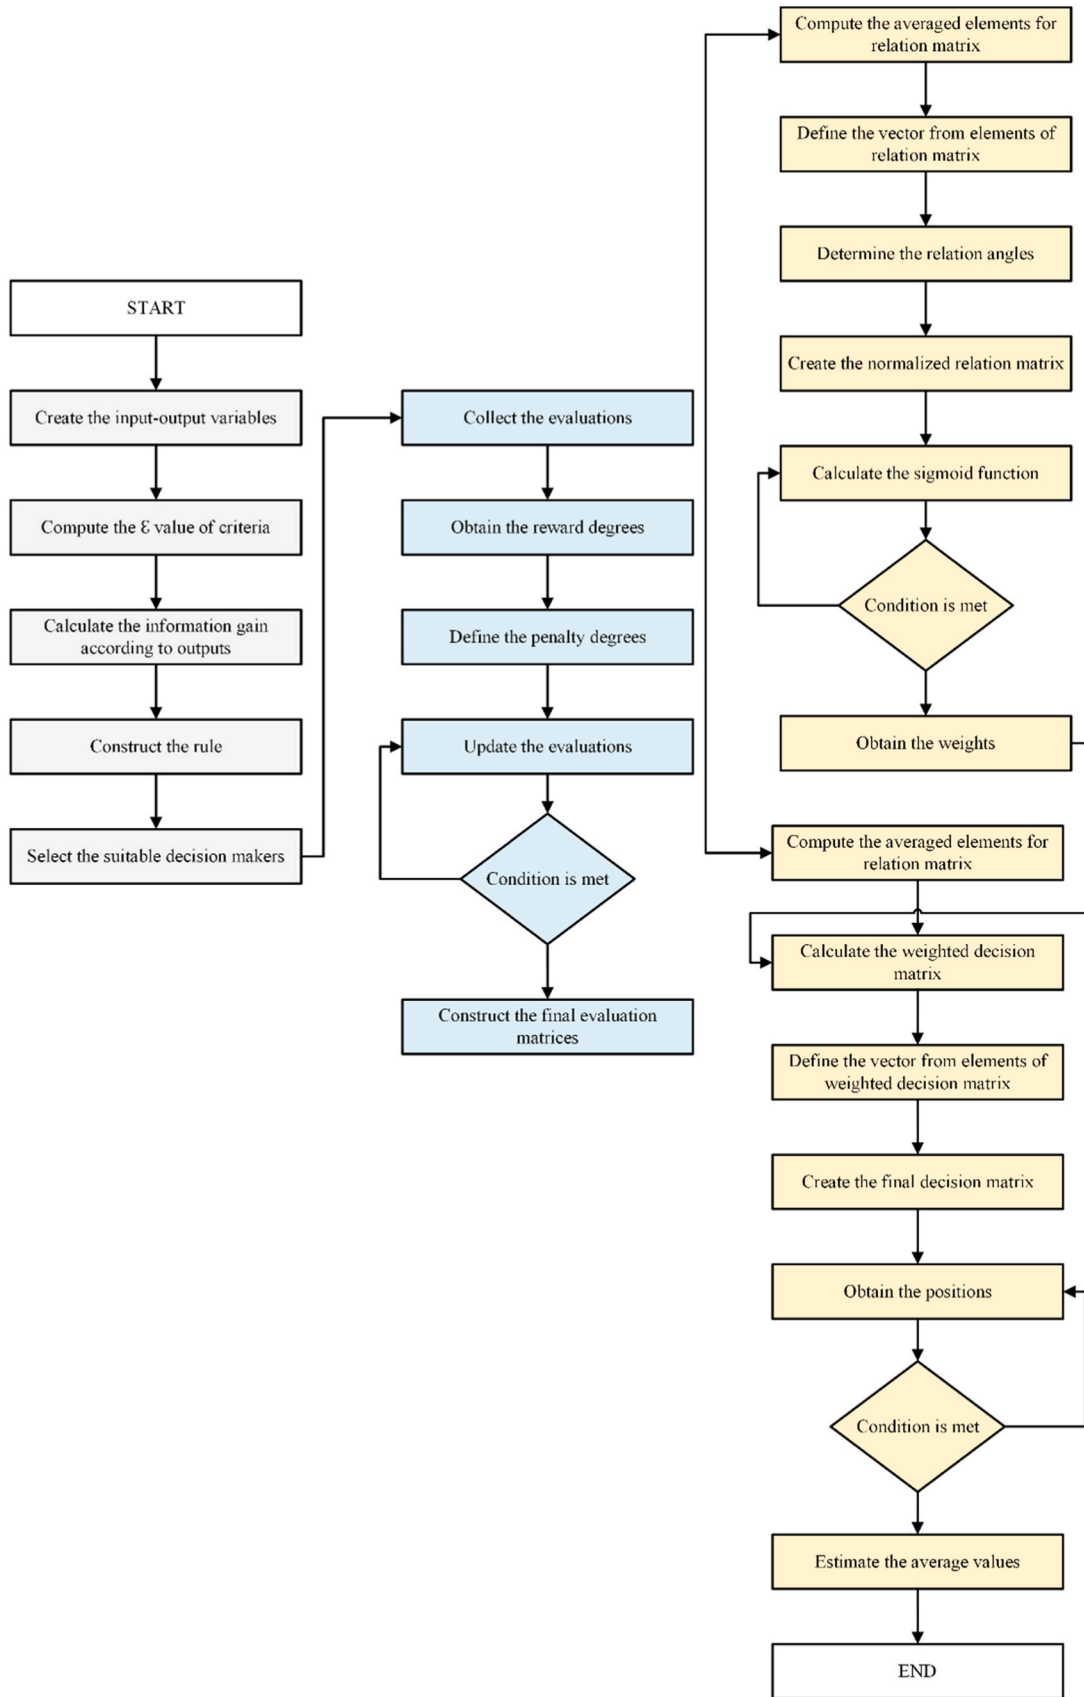 START
Create the input-output variables
Compute the Ɛ value of criteria
Calculate the information gain
according to outputs
Construct the rule
Select the suitable decision makers
Collect the evaluations
Obtain the reward degrees
Define the penalty degrees
Update the evaluations
Condition is met
Construct the final evaluation
matrices
Compute the averaged elements for
relation matrix
Define the vector from elements of
relation matrix
Determine the relation angles
Create the normalized relation matrix
Calculate the sigmoid function
Condition is met
Obtain the weights
Compute the averaged elements for
relation matrix
Calculate the weighted decision
matrix
Define the vector from elements of
weighted decision matrix
Create the final decision matrix
Obtain the positions
Condition is met
Estimate the average values
END